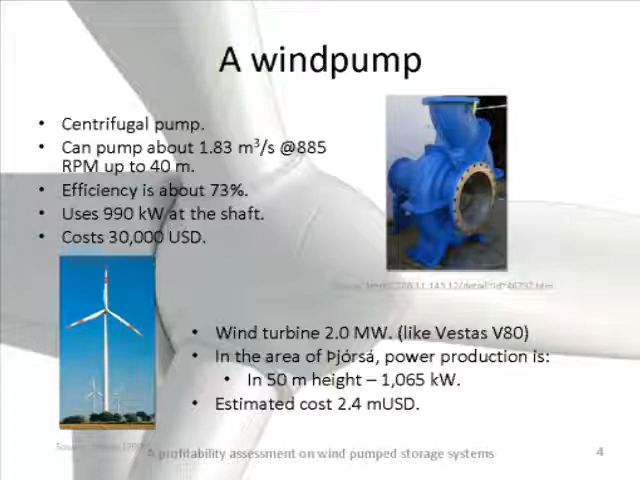 A windpump
• Centrifugal pump.
• Can pump about 1.83 m³/s @885
RPM up to 40 m.
• Efficiency is about 73%.
• Uses 990 kW at the shaft.
• Costs 30,000 USD.
• Wind turbine 2.0 MW. (like Vestas V80)
• In the area of Þjórsá, power production is:
• In 50 m height – 1,065 kW.
• Estimated cost 2.4 mUSD.
A profitability assessment on wind pumped storage systems
4